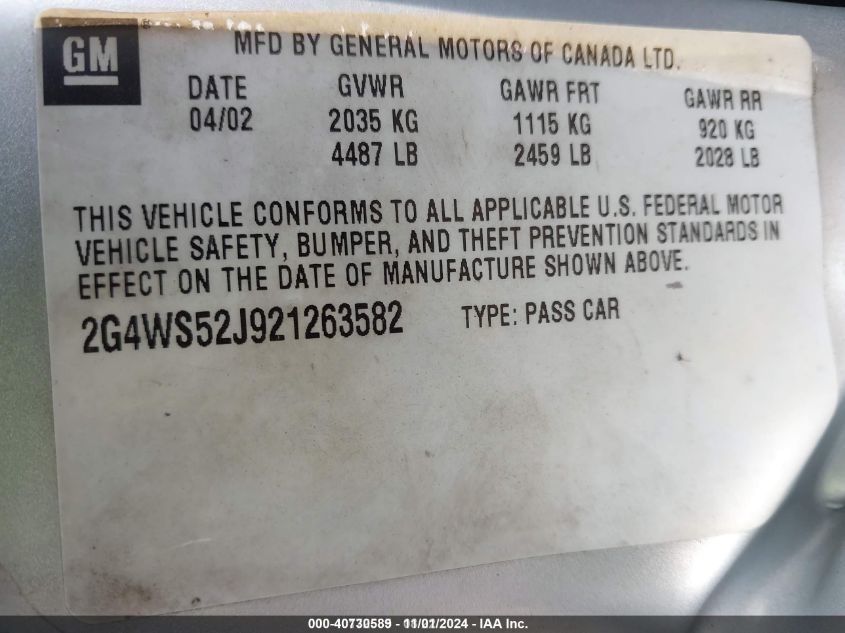 GM
MFD BY GENERAL MOTORS OF CANADA LTD.
DATE GVWR GAWR FRT GAWR RR
04/02 2035 KG 1115 KG 920 KG
4487 LB 2459 LB 2028 LB
THIS VEHICLE CONFORMS TO ALL APPLICABLE U.S. FEDERAL MOTOR
VEHICLE SAFETY, BUMPER, AND THEFT PREVENTION STANDARDS IN
EFFECT ON THE DATE OF MANUFACTURE SHOWN ABOVE.
2G4WS52J921263582 TYPE: PASS CAR
000-40730589 - 11/01/2024 - IAA Inc.